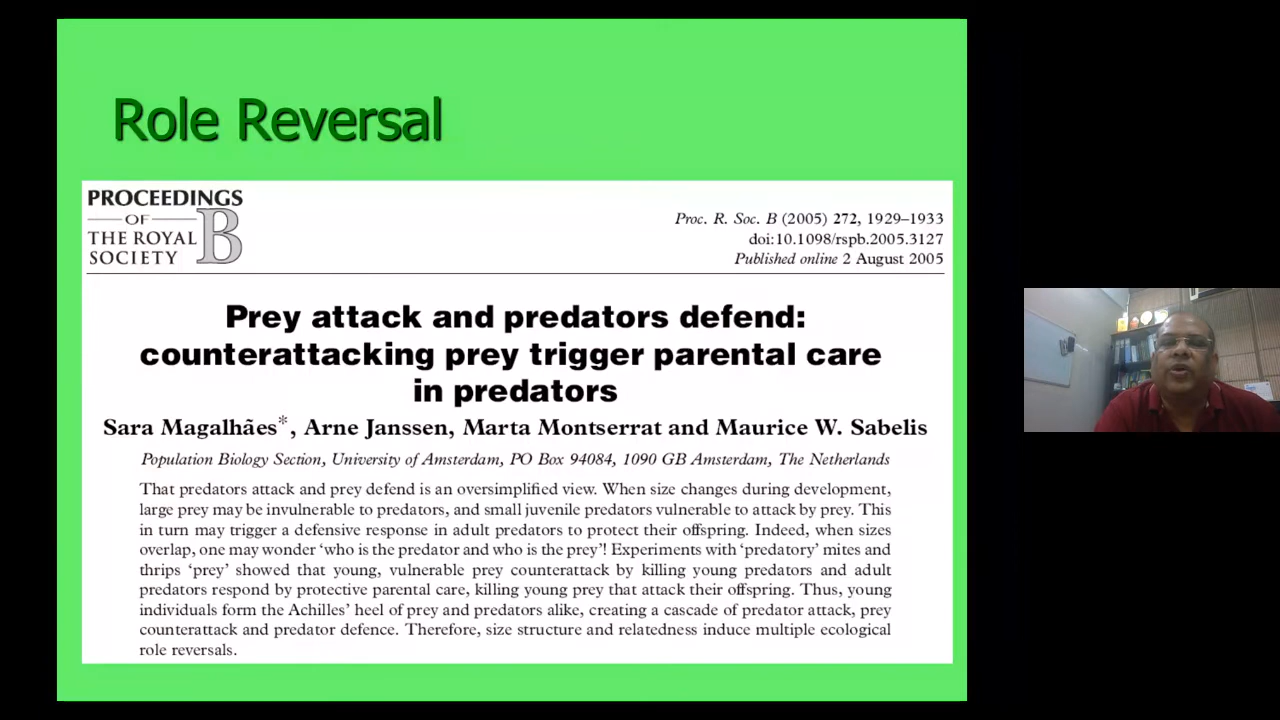 Role Reversal
PROCEEDINGS
OF
THE ROYAL
SOCIETY
B
Proc. R. Soc. B (2005) 272, 1929–1933
doi:10.1098/rspb.2005.3127
Published online 2 August 2005
Prey attack and predators defend:
counterattacking prey trigger parental care
in predators
Sara Magalhães*, Arne Janssen, Marta Montserrat and Maurice W. Sabelis
Population Biology Section, University of Amsterdam, PO Box 94084, 1090 GB Amsterdam, The Netherlands
That predators attack and prey defend is an oversimplified view. When size changes during development,
large prey may be invulnerable to predators, and small juvenile predators vulnerable to attack by prey. This
in turn may trigger a defensive response in adult predators to protect their offspring. Indeed, when sizes
overlap, one may wonder ‘who is the predator and who is the prey’! Experiments with ‘predatory’ mites and
thrips ‘prey’ showed that young, vulnerable prey counterattack by killing young predators and adult
predators respond by protective parental care, killing young prey that attack their offspring. Thus, young
individuals form the Achilles’ heel of prey and predators alike, creating a cascade of predator attack, prey
counterattack and predator defence. Therefore, size structure and relatedness induce multiple ecological
role reversals.